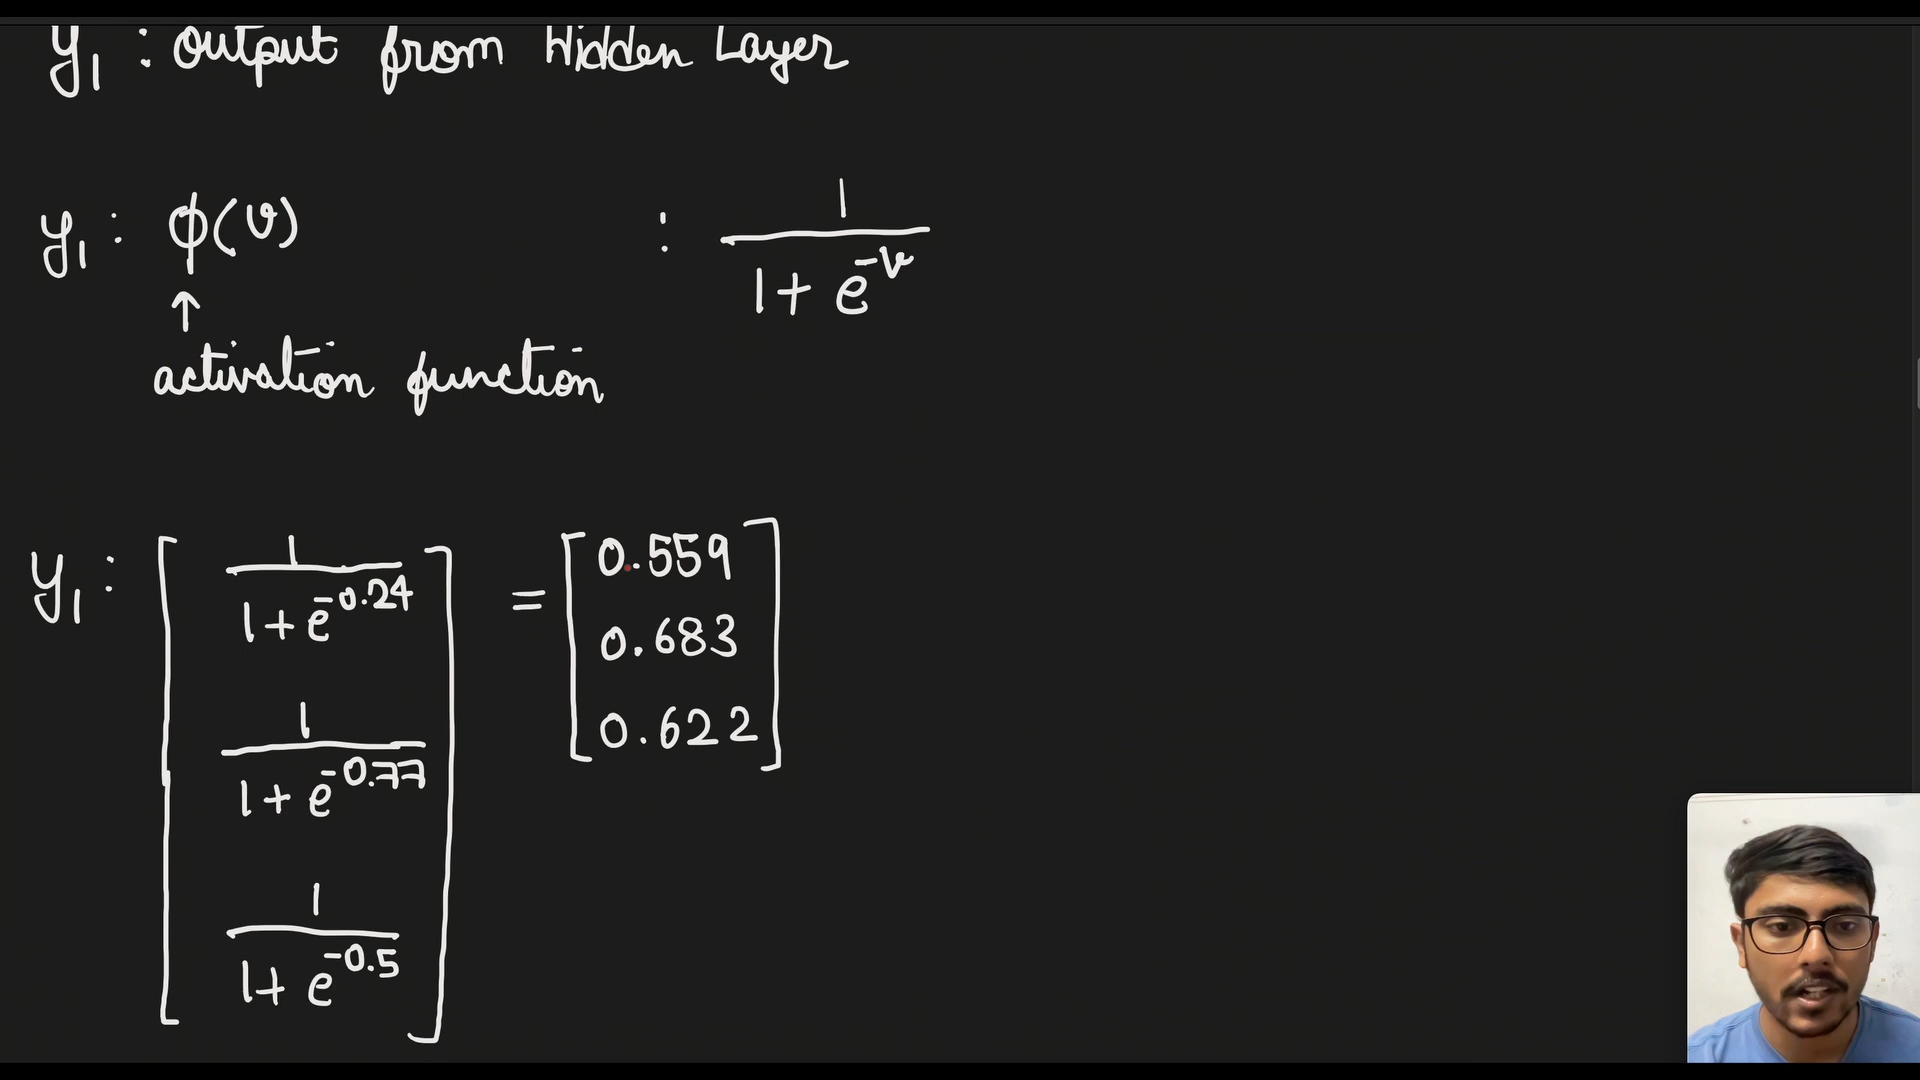 y₁ : output from Hidden Layer
y₁ : ϕ(v) : 1 / (1 + e^-v)
↑
activation function
y₁ : [ 1 / (1 + e^-0.24) ] = [ 0.559 ]
[ 1 / (1 + e^-0.77) ] [ 0.683 ]
[ 1 / (1 + e^-0.5) ] [ 0.622 ]